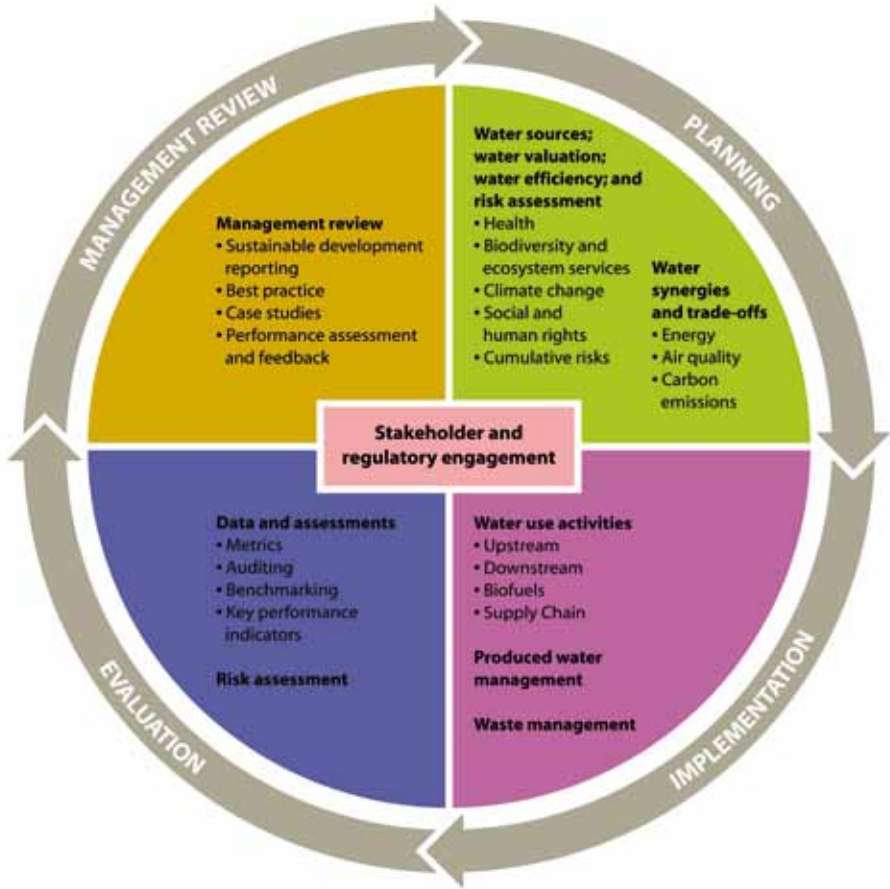 MANAGEMENT REVIEW
PLANNING
Management review
• Sustainable development
reporting
• Best practice
• Case studies
• Performance assessment
and feedback
Water sources;
water valuation;
water efficiency; and
risk assessment
• Health
• Biodiversity and
ecosystem services
• Climate change
• Social and
human rights
• Cumulative risks
Water
synergies
and trade-offs
• Energy
• Air quality
• Carbon
emissions
Stakeholder and
regulatory engagement
Data and assessments
• Metrics
• Auditing
• Benchmarking
• Key performance
indicators
Risk assessment
Water use activities
• Upstream
• Downstream
• Biofuels
• Supply Chain
Produced water
management
Waste management
EVALUATION
IMPLEMENTATION